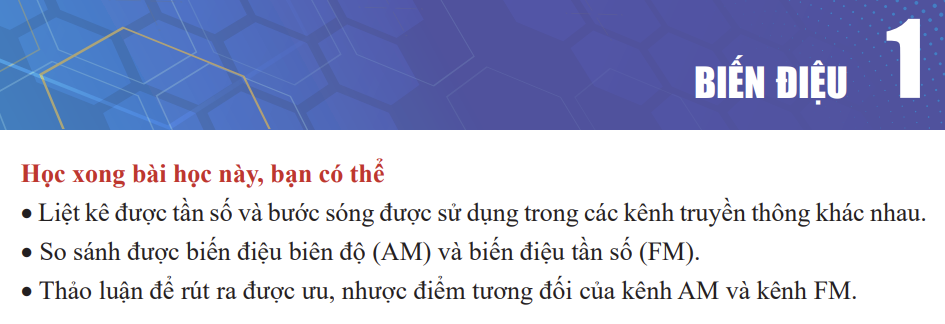 BIẾN ĐIỆU 1
Học xong bài học này, bạn có thể
• Liệt kê được tần số và bước sóng được sử dụng trong các kênh truyền thông khác nhau.
• So sánh được biến điệu biên độ (AM) và biến điệu tần số (FM).
• Thảo luận để rút ra được ưu, nhược điểm tương đối của kênh AM và kênh FM.